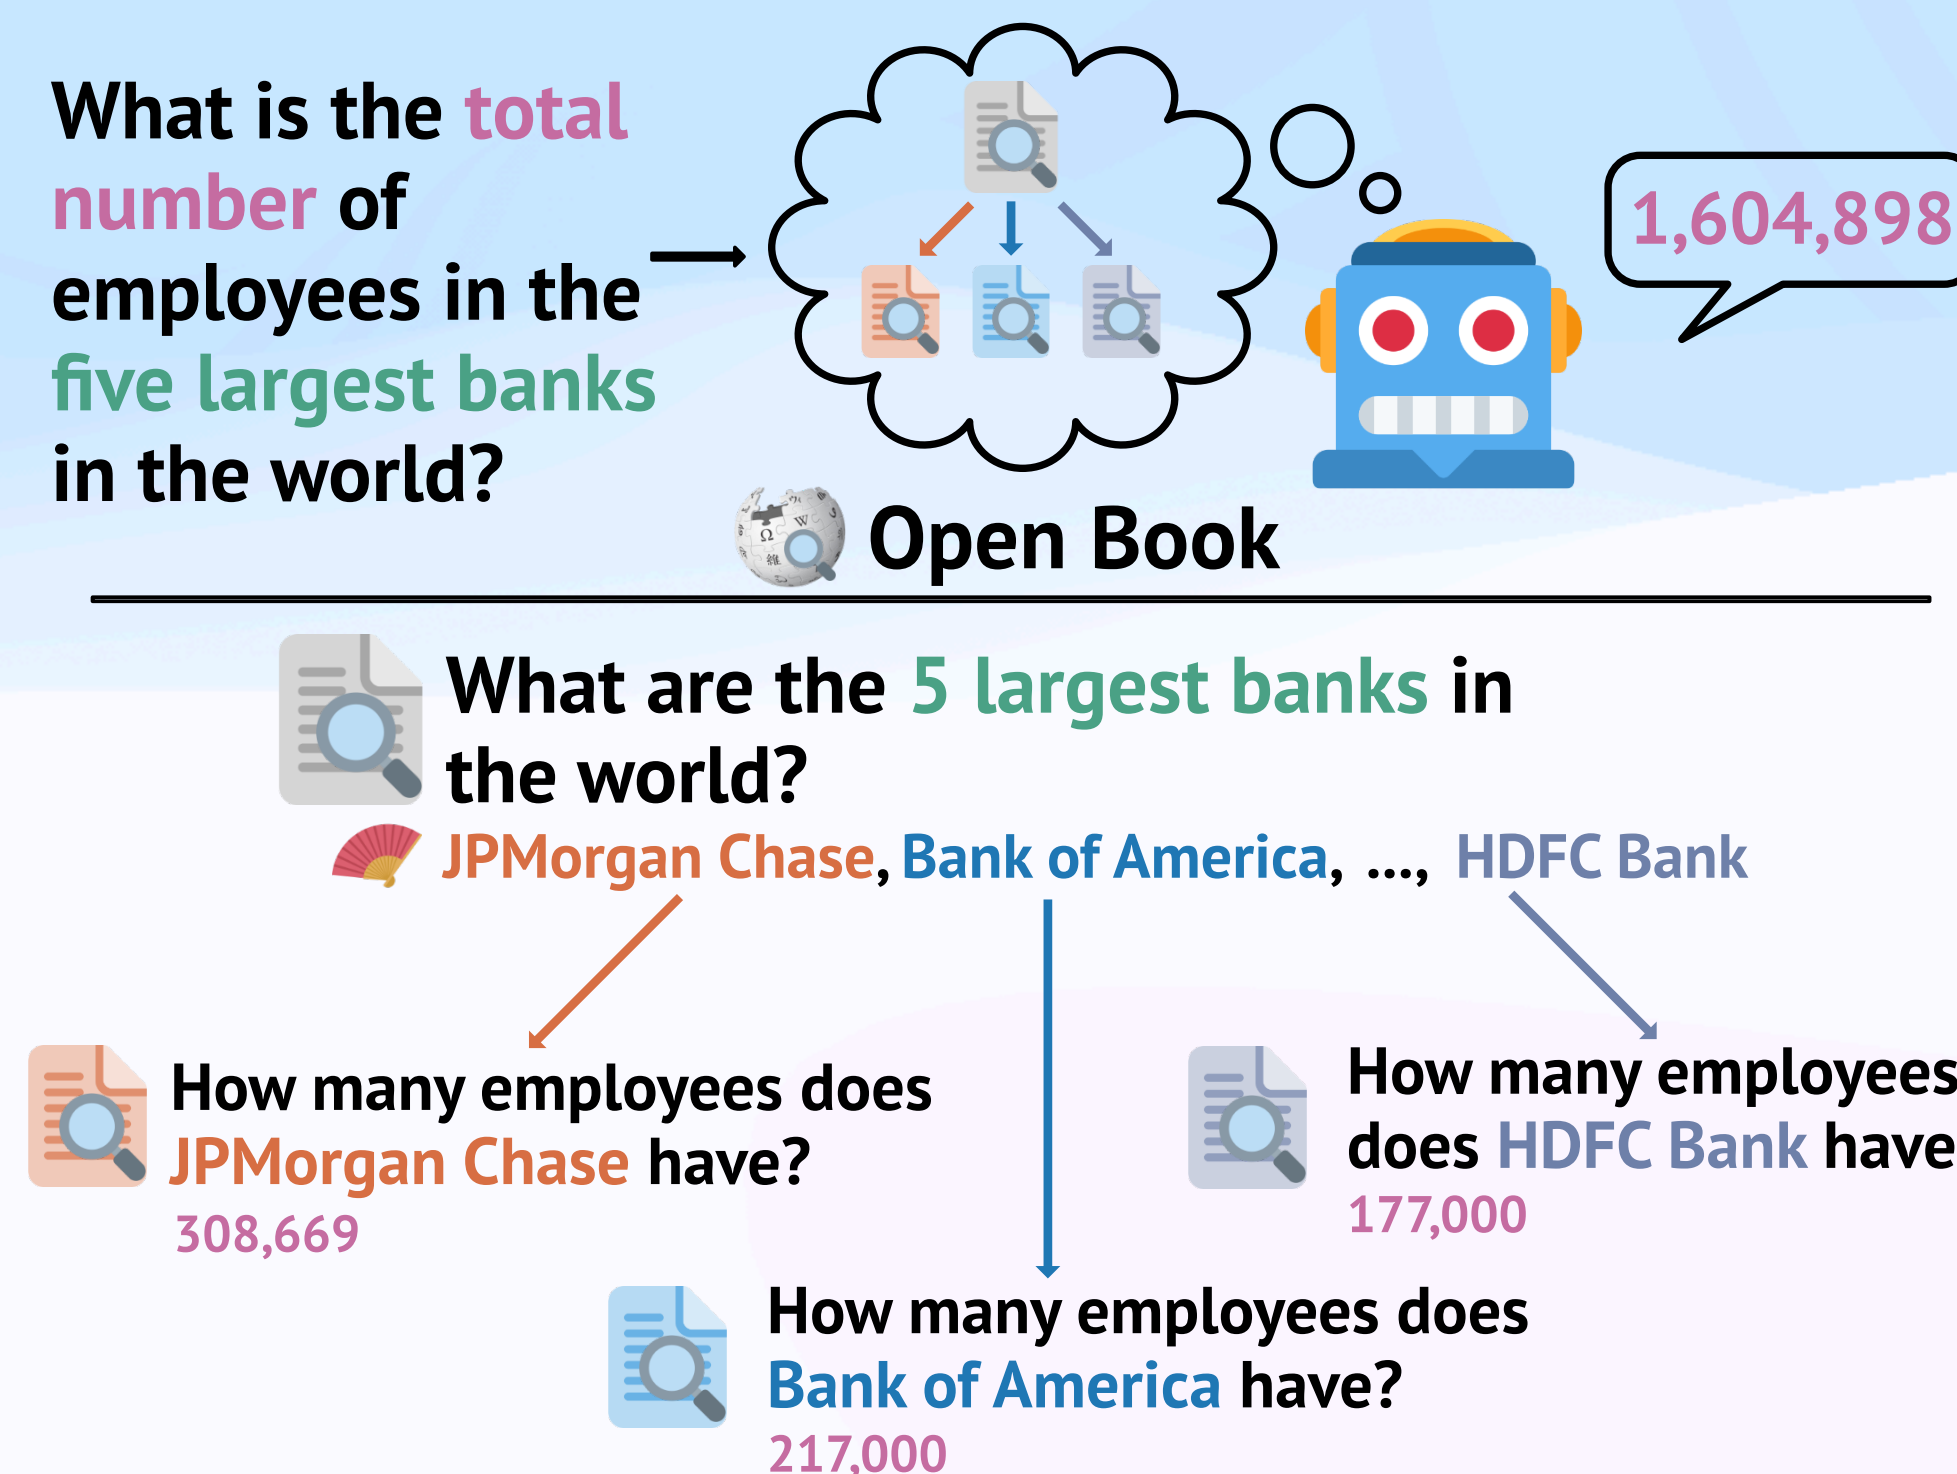 What is the total
number of
employees in the
five largest banks
in the world?
1,604,898
Open Book
What are the 5 largest banks in
the world?
JPMorgan Chase, Bank of America, ..., HDFC Bank
How many employees does
JPMorgan Chase have?
308,669
How many employees
does HDFC Bank have
177,000
How many employees does
Bank of America have?
217,000